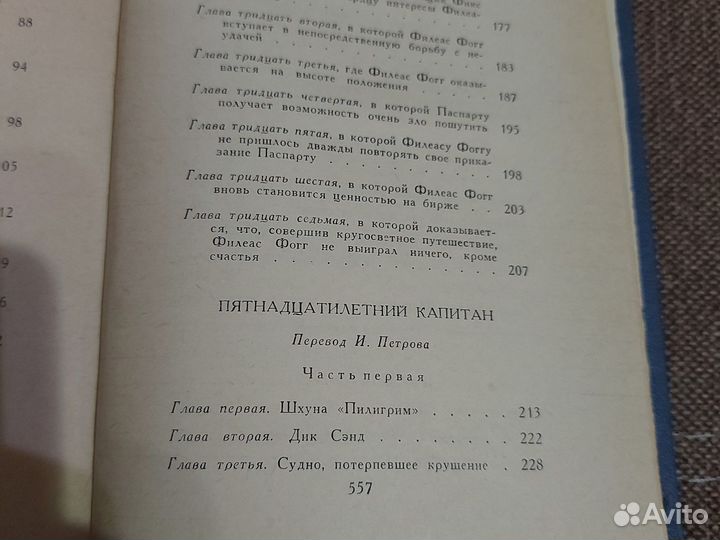 88
94
98
05
12
9
6
2
интересы Филеа-
177
Глава тридцать вторая, в которой Филеас Фогг
вступает в непосредственную борьбу с не-
удачей . . . . . . . . . . 183
Глава тридцать третья, где Филеас Фогг оказы-
вается на высоте положения . . . . . 187
Глава тридцать четвертая, в которой Паспарту
получает возможность очень зло пошутить 195
Глава тридцать пятая, в которой Филеасу Фоггу
не пришлось дважды повторять свое прика-
зание Паспарту . . . . . . . . 198
Глава тридцать шестая, в которой Филеас Фогг
вновь становится ценностью на бирже . . 203
Глава тридцать седьмая, в которой доказывает-
ся, что, совершив кругосветное путешествие,
Филеас Фогг не выиграл ничего, кроме
счастья . . . . . . . . . . . 207
ПЯТНАДЦАТИЛЕТНИЙ КАПИТАН
Перевод И. Петрова
Часть первая
Глава первая. Шхуна «Пилигрим» . . . . . 213
Глава вторая. Дик Сэнд . . . . . . . 222
Глава третья. Судно, потерпевшее крушение . 228
557
Avito